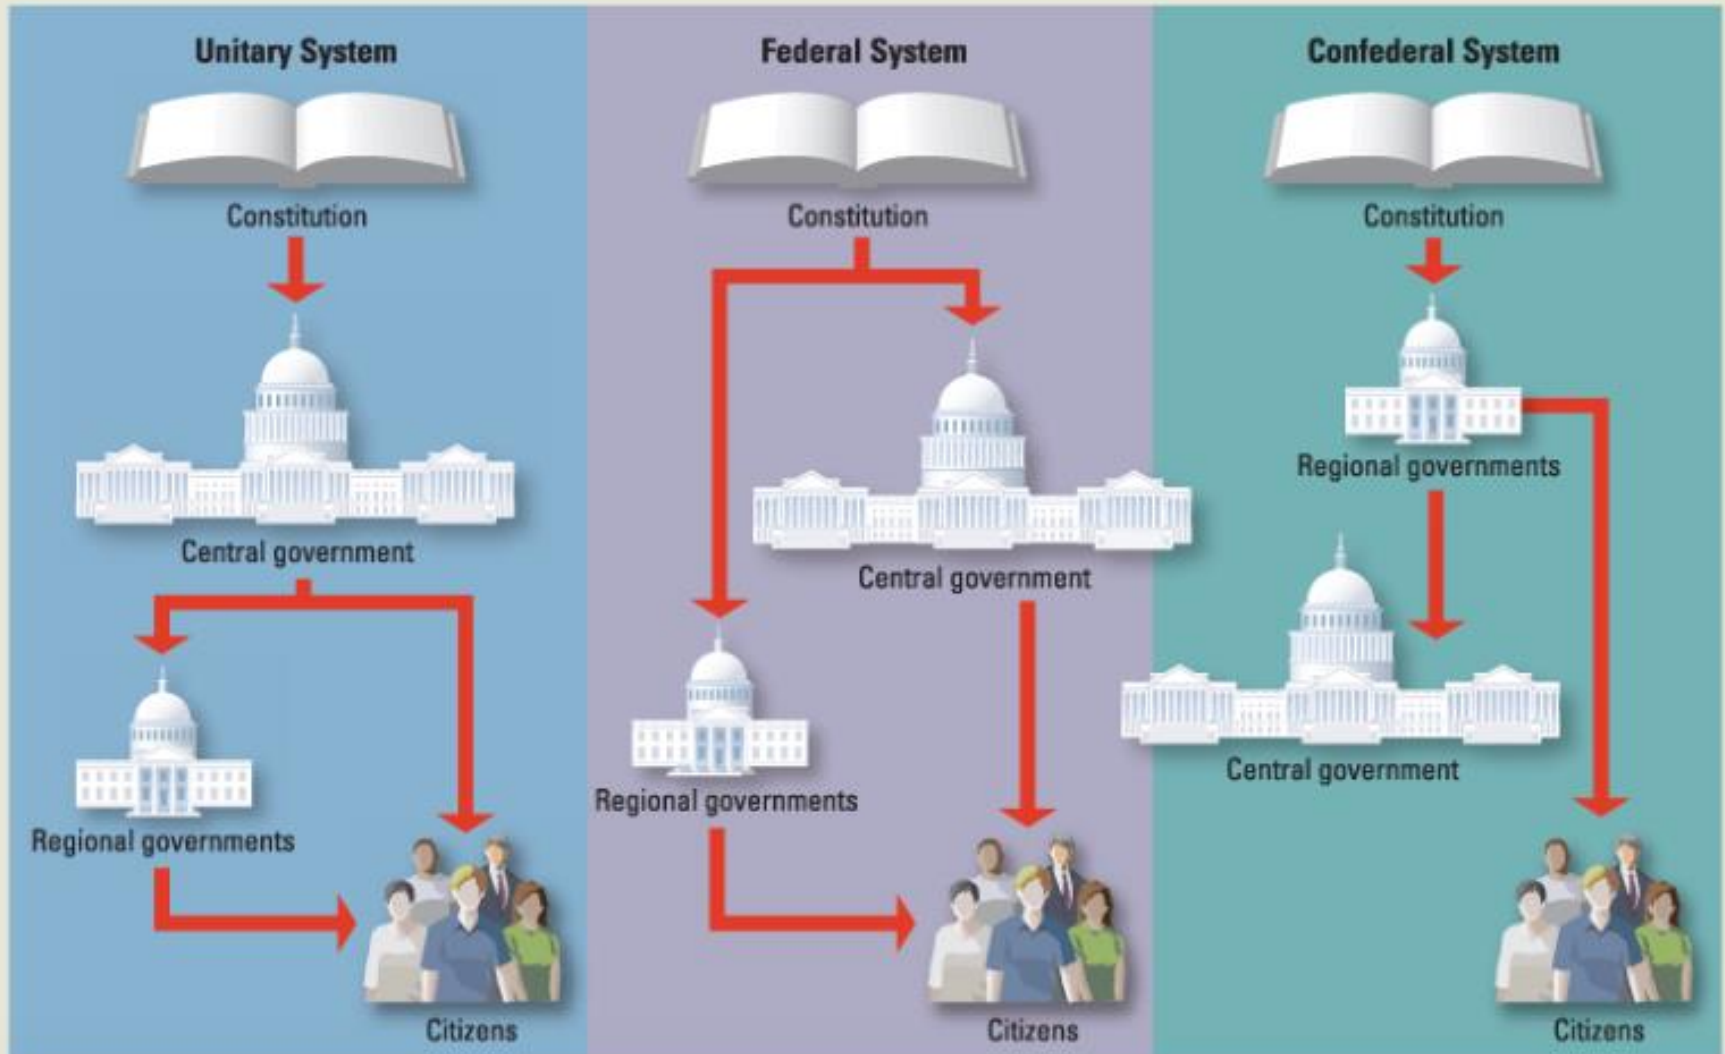 Unitary System
Constitution
Central government
Regional governments
Citizens
Federal System
Constitution
Central government
Regional governments
Citizens
Confederal System
Constitution
Regional governments
Central government
Citizens